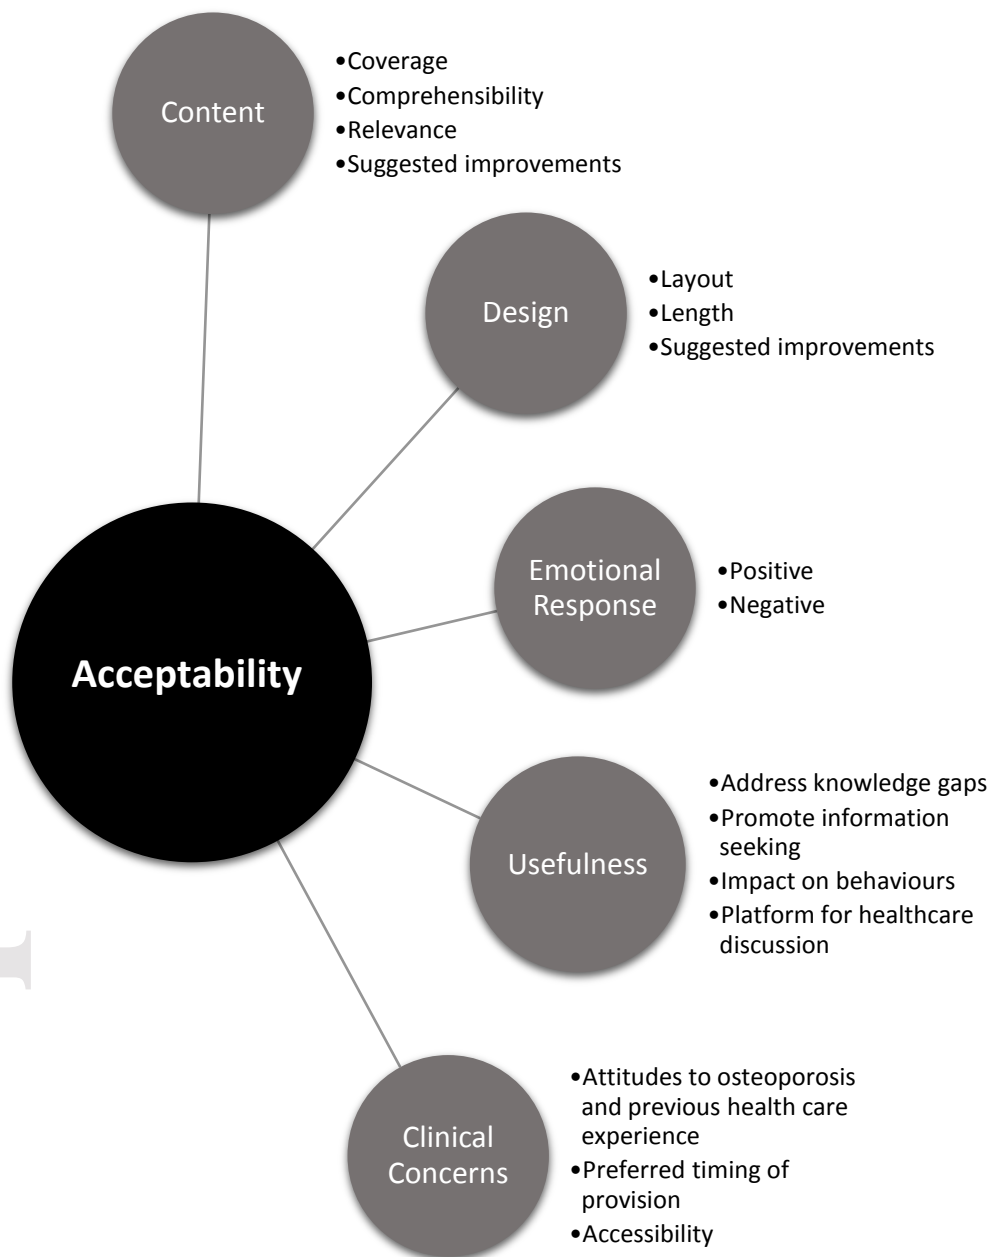 Content
•Coverage
•Comprehensibility
•Relevance
•Suggested improvements
Design
•Layout
•Length
•Suggested improvements
Emotional
Response
•Positive
•Negative
Acceptability
Usefulness
•Address knowledge gaps
•Promote information
seeking
•Impact on behaviours
•Platform for healthcare
discussion
Clinical
Concerns
•Attitudes to osteoporosis
and previous health care
experience
•Preferred timing of
provision
•Accessibility